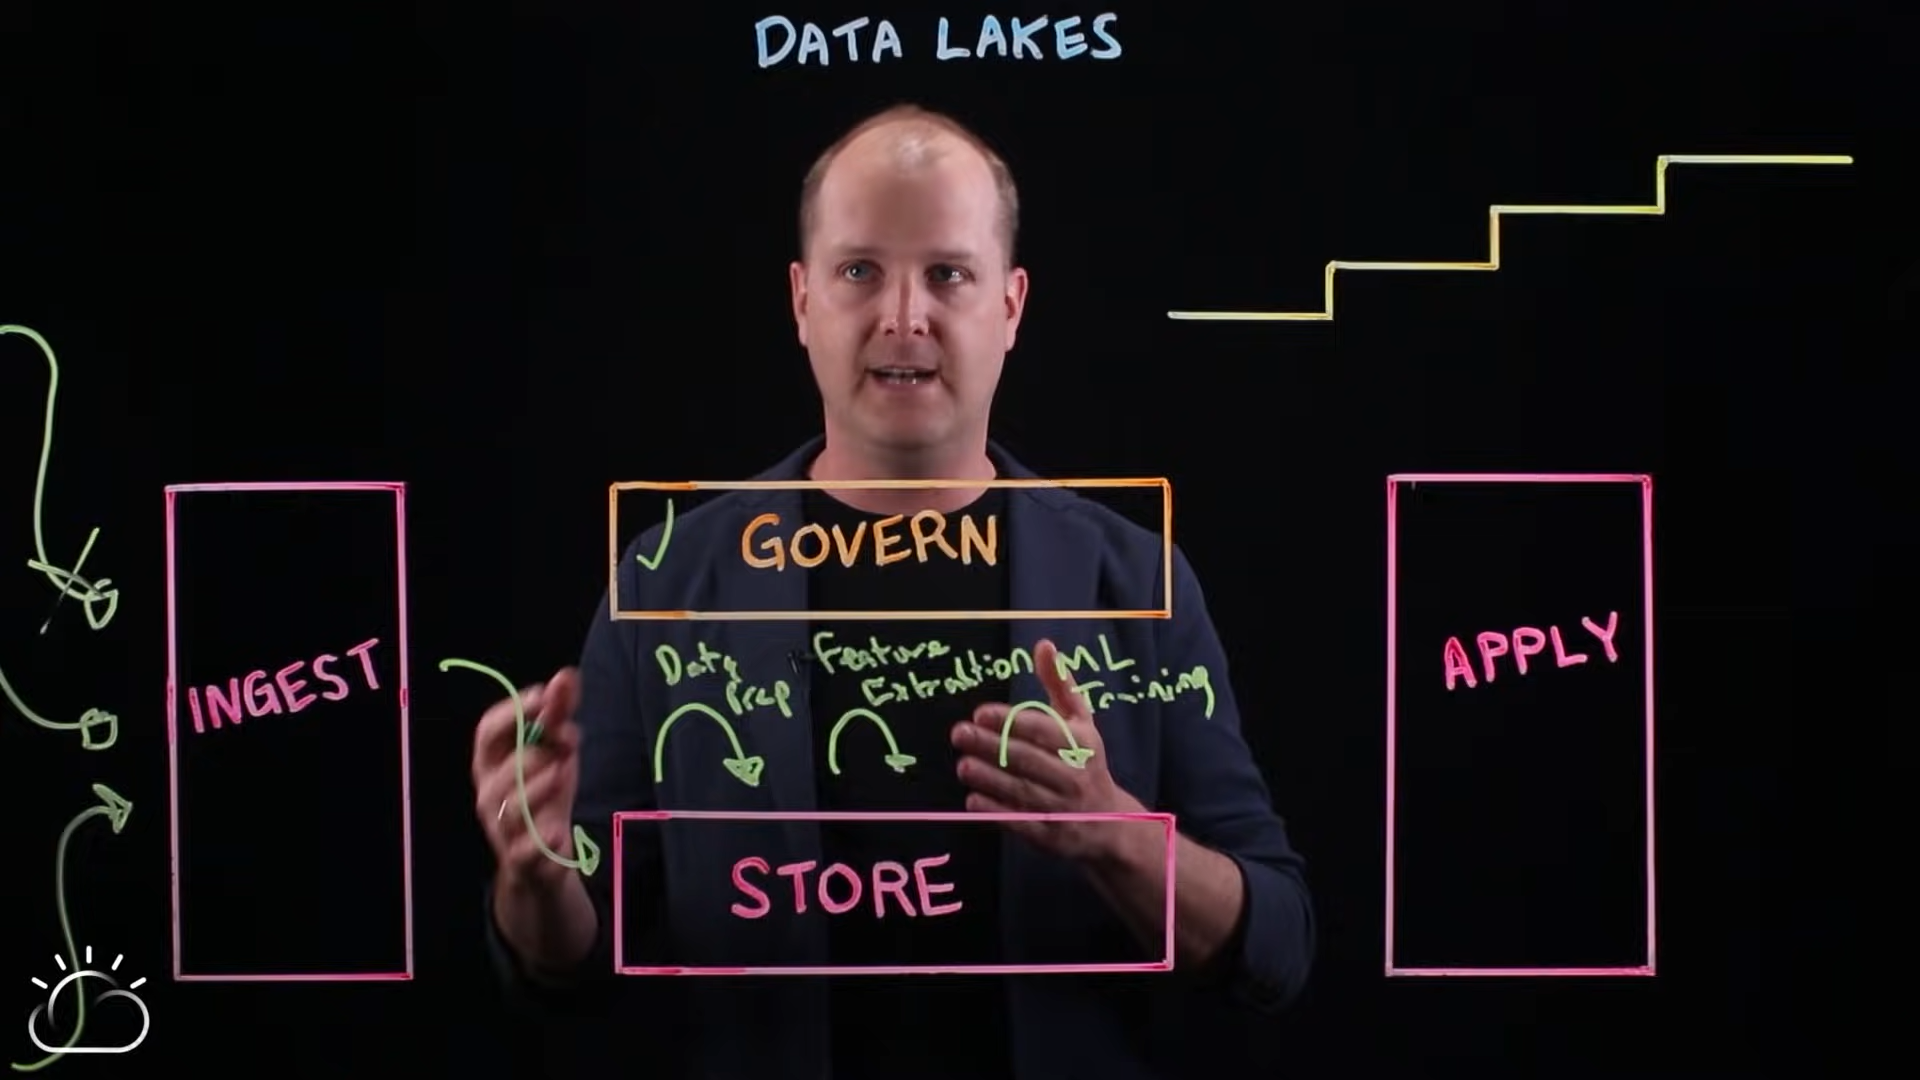 DATA LAKES
GOVERN
INGEST
Data
Prep
Feature
Extraction
ML
Training
APPLY
STORE